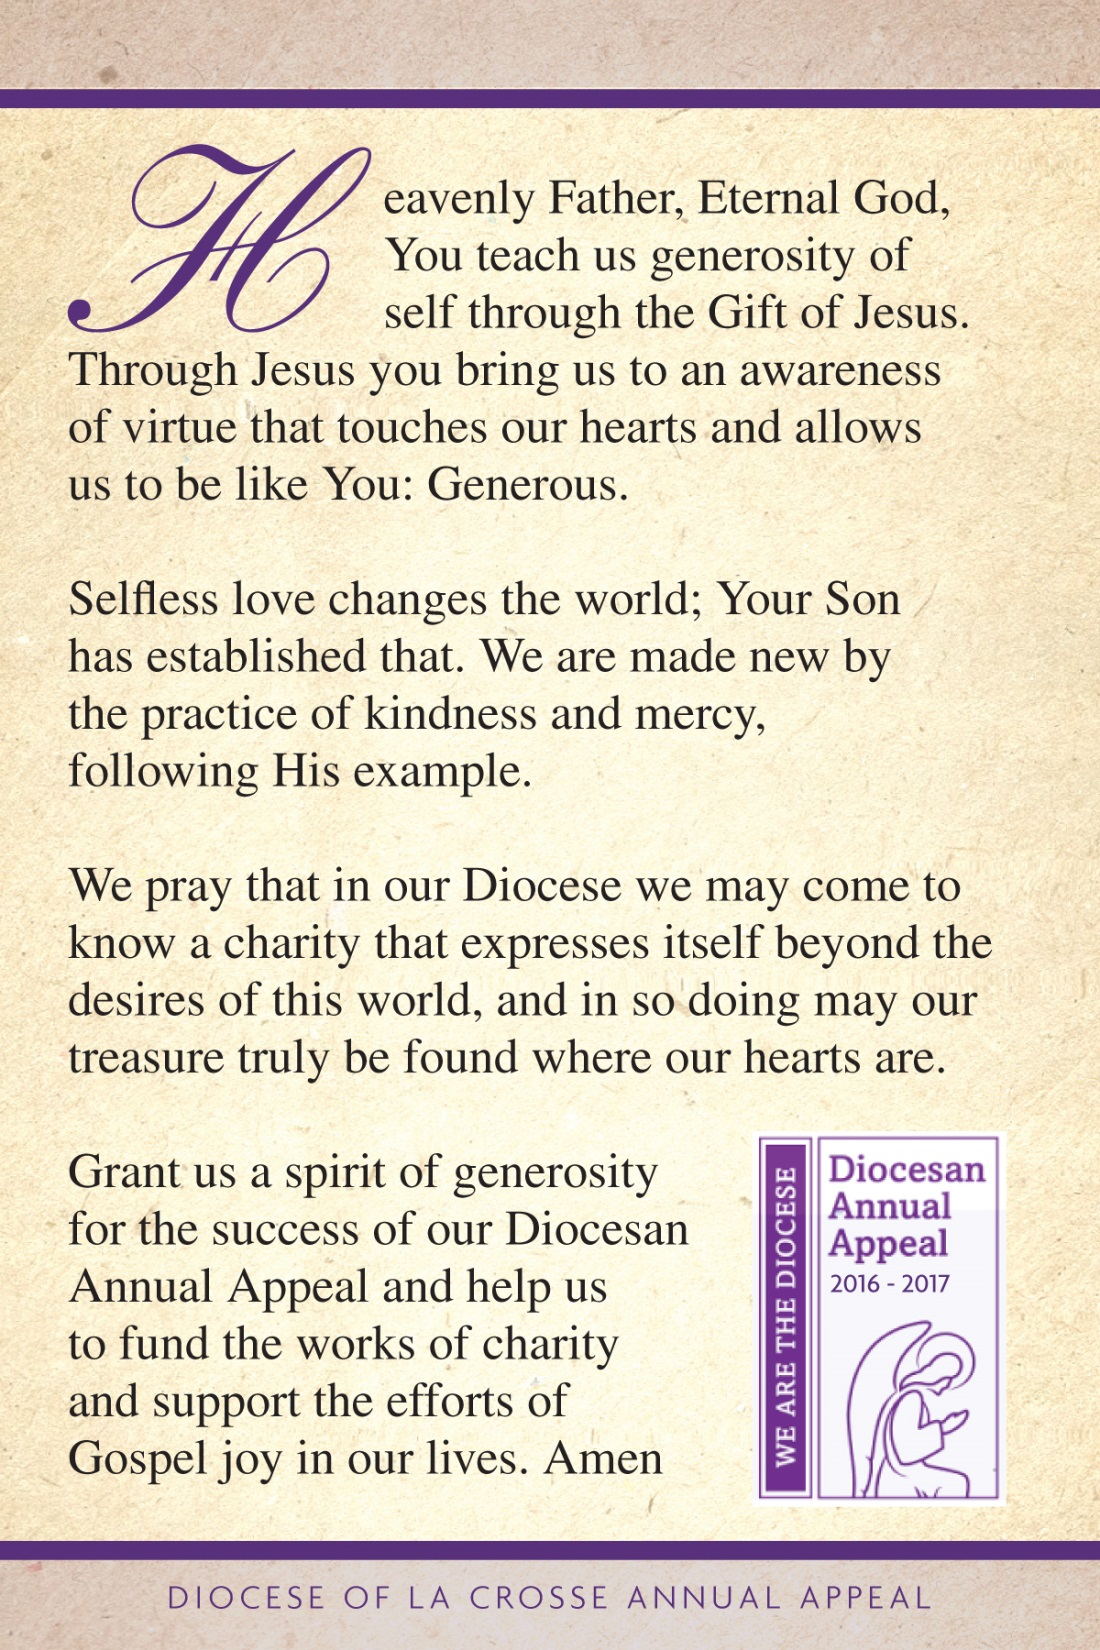 Heavenly Father, Eternal God,
You teach us generosity of
self through the Gift of Jesus.
Through Jesus you bring us to an awareness
of virtue that touches our hearts and allows
us to be like You: Generous.
Selfless love changes the world; Your Son
has established that. We are made new by
the practice of kindness and mercy,
following His example.
We pray that in our Diocese we may come to
know a charity that expresses itself beyond the
desires of this world, and in so doing may our
treasure truly be found where our hearts are.
Grant us a spirit of generosity
for the success of our Diocesan
Annual Appeal and help us
to fund the works of charity
and support the efforts of
Gospel joy in our lives. Amen
WE ARE THE DIOCESE
Diocesan
Annual
Appeal
2016 - 2017
DIOCESE OF LA CROSSE ANNUAL APPEAL